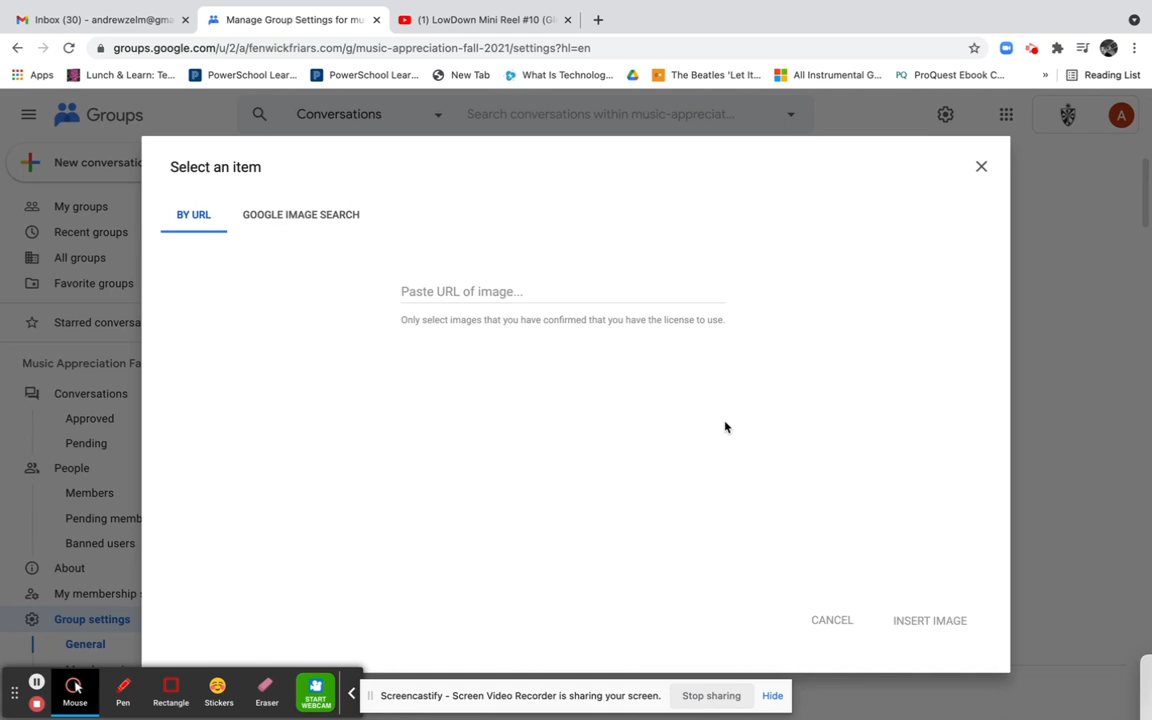 Inbox (30) - andrewzelm@gma
Manage Group Settings for mu
(1) LowDown Mini Reel #10 (Gl
groups.google.com/u/2/a/fenwickfriars.com/g/music-appreciation-fall-2021/settings?hl=en
Apps
Lunch & Learn: Te...
PowerSchool Lear...
PowerSchool Lear...
New Tab
What Is Technolog...
The Beatles 'Let It...
All Instrumental G...
PQ
ProQuest Ebook C...
»
Reading List
Groups
Conversations
Search conversations within music-appreciat...
A
New conversatio
My groups
Recent groups
All groups
Favorite groups
Starred conversa
Music Appreciation Fa
Conversations
Approved
Pending
People
Members
Pending memb
Banned users
About
My membership s
Group settings
General
Select an item
BY URL
GOOGLE IMAGE SEARCH
Paste URL of image...
Only select images that you have confirmed that you have the license to use.
CANCEL
INSERT IMAGE
Mouse
Pen
Rectangle
Stickers
Eraser
START
WEBCAM
Screencastify - Screen Video Recorder is sharing your screen.
Stop sharing
Hide